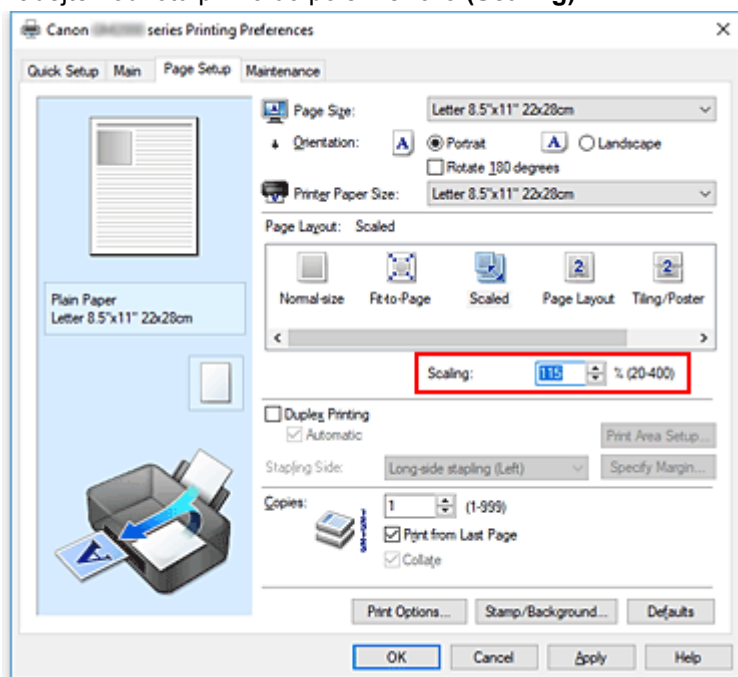 (Scaling)
Canon series Printing Preferences
Quick Setup Main Page Setup Maintenance
Page Size: Letter 8.5"x11" 22x28cm
Orientation: A Portrait A Landscape
Rotate 180 degrees
Printer Paper Size: Letter 8.5"x11" 22x28cm
Page Layout: Scaled
Normal-size Fit-to-Page Scaled Page Layout Tiling/Poster
Plain Paper
Letter 8.5"x11" 22x28cm
Scaling: 115 % (20-400)
Duplex Printing
Automatic
Print Area Setup...
Stapling Side: Long-side stapling (Left) Specify Margin...
Copies: 1 (1-999)
Print from Last Page
Collate
Print Options... Stamp/Background... Defaults
OK Cancel Apply Help